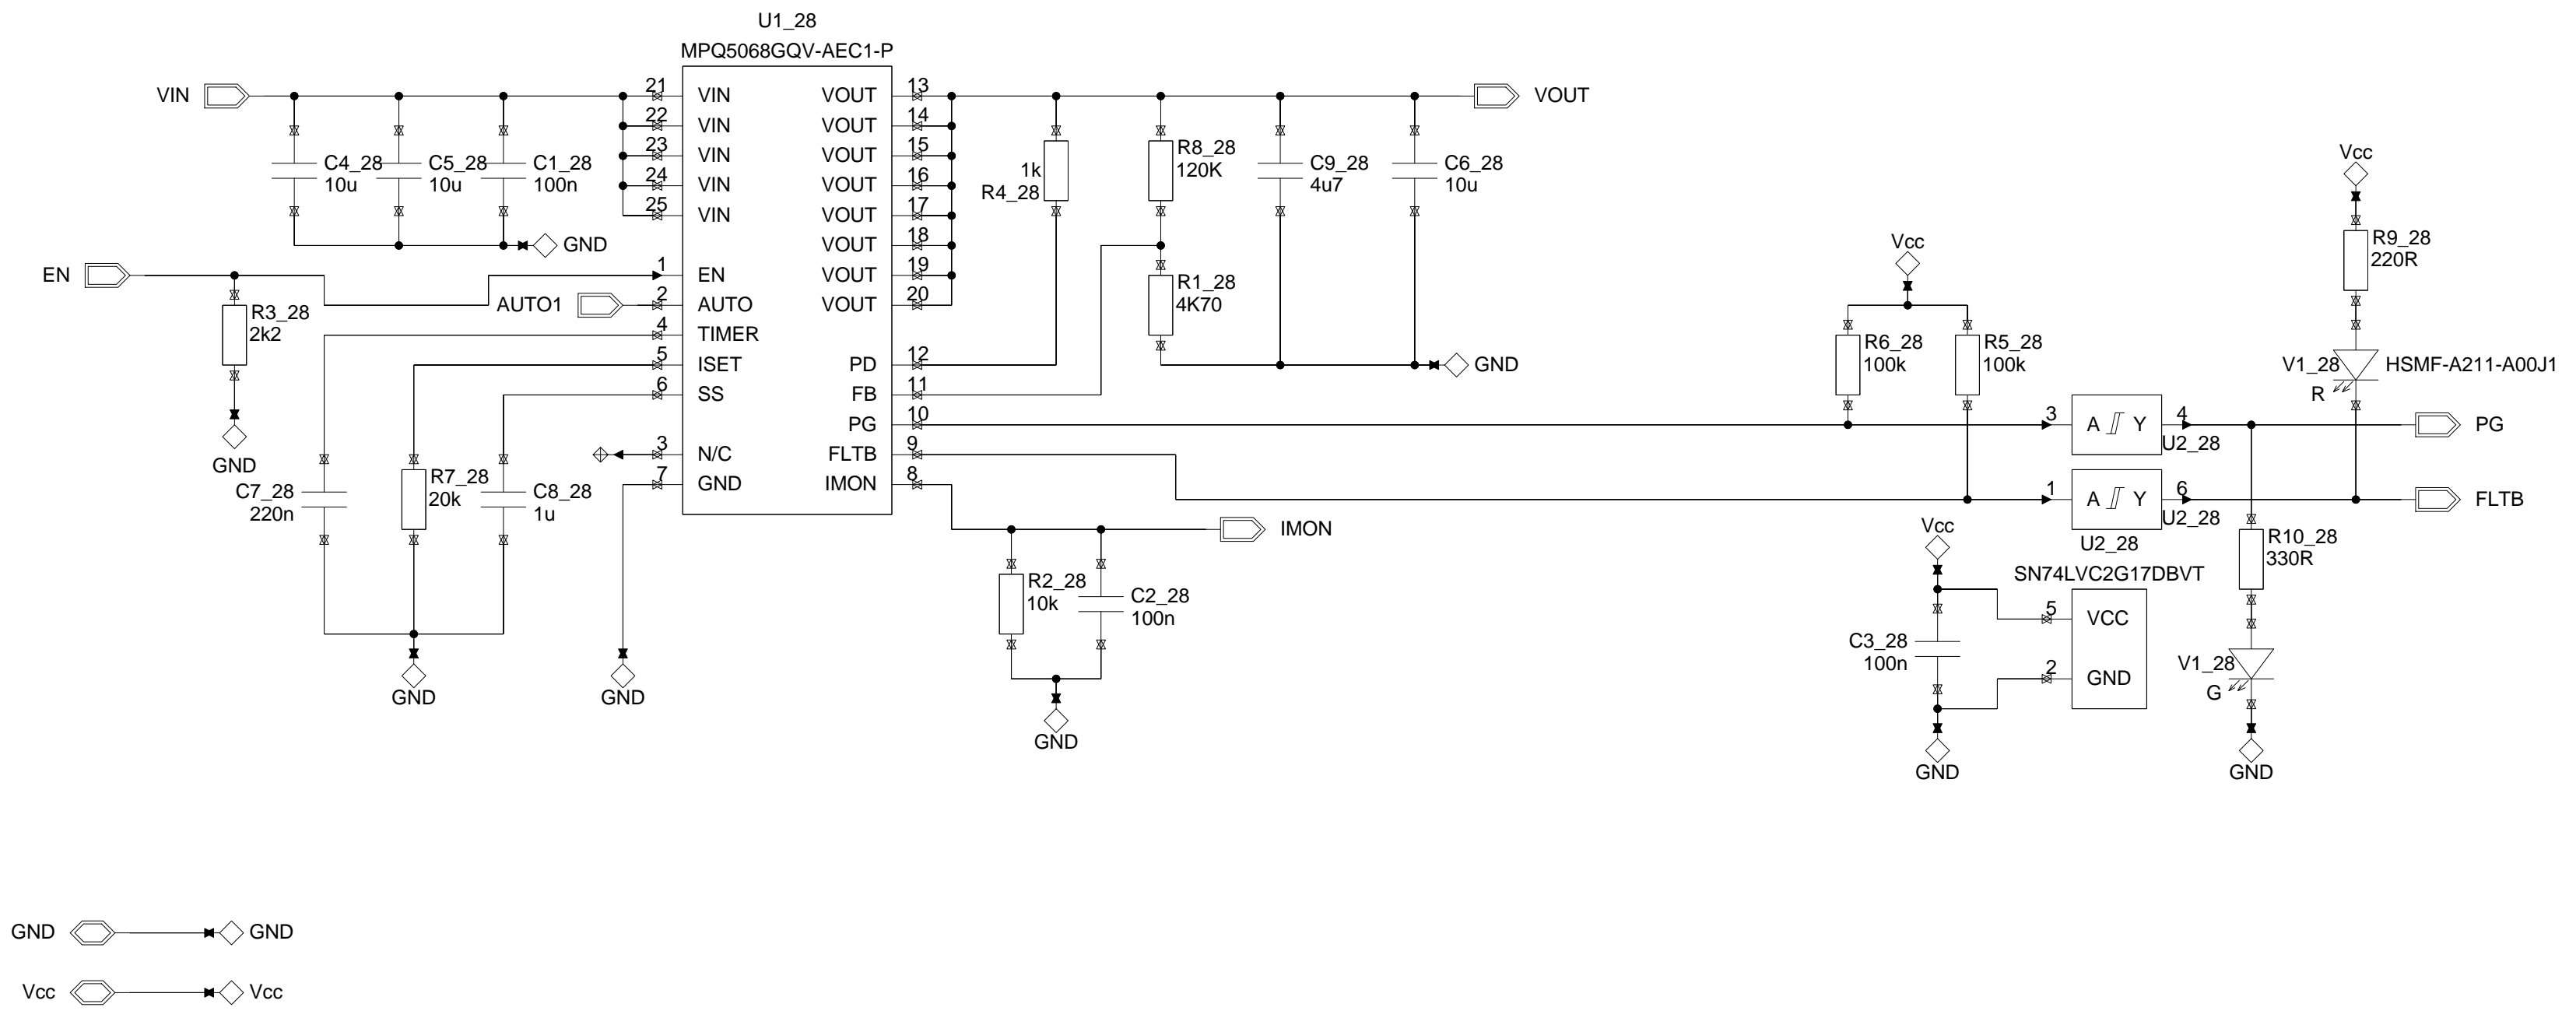 U1_28
MPQ5068GQV-AEC1-P
VIN
21 VIN
22 VIN
23 VIN
24 VIN
25 VIN
1 EN
2 AUTO
4 TIMER
5 ISET
6 SS
3 N/C
7 GND
VOUT 13
VOUT 14
VOUT 15
VOUT 16
VOUT 17
VOUT 18
VOUT 19
VOUT 20
PD 12
FB 11
PG 10
FLTB 9
IMON 8
C4_28
10u
C5_28
10u
C1_28
100n
GND
EN
R3_28
2k2
GND
AUTO1
C7_28
220n
R7_28
20k
C8_28
1u
GND
GND
1k
R4_28
R8_28
120K
R1_28
4K70
C9_28
4u7
C6_28
10u
VOUT
GND
IMON
R2_28
10k
C2_28
100n
GND
Vcc
R6_28
100k
R5_28
100k
Vcc
R9_28
220R
V1_28
R
HSMF-A211-A00J1
3 A Y 4
U2_28
PG
1 A Y 6
U2_28
FLTB
U2_28
SN74LVC2G17DBVT
Vcc
5 VCC
2 GND
C3_28
100n
GND
R10_28
330R
V1_28
G
GND
GND GND
Vcc Vcc